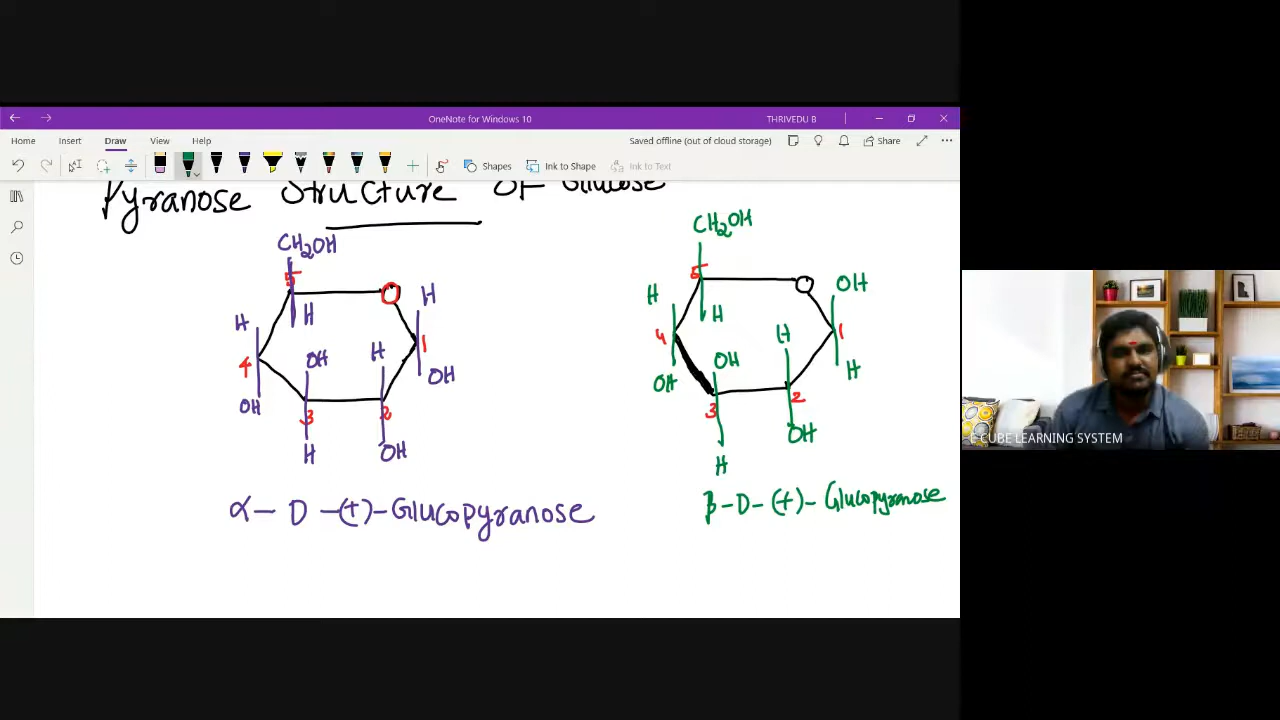 OneNote for Windows 10
THRIVEDU B
Home Insert Draw View Help
Saved offline (out of cloud storage)
Share
Shapes
Ink to Shape
Ink to Text
Pyranose Structure of Glucose
CH2OH
5
H
H
H
4
OH
H
1
OH
OH
3
2
H
OH
α- D -(+)-Glucopyranose
CH2OH
5
OH
H
H
H
4
1
OH
H
OH
3
2
OH
H
β-D-(+)-Glucopyranose
E CUBE LEARNING SYSTEM